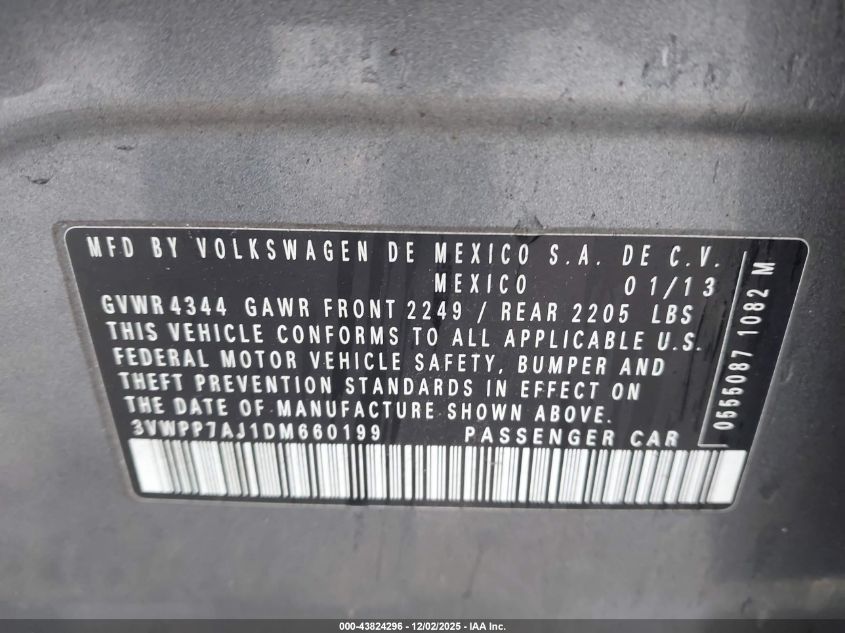 MFD BY VOLKSWAGEN DE MEXICO S.A. DE C.V.
MEXICO 01/13
GVWR 4344 GAWR FRONT 2249 / REAR 2205 LBS
THIS VEHICLE CONFORMS TO ALL APPLICABLE U.S.
FEDERAL MOTOR VEHICLE SAFETY, BUMPER AND
THEFT PREVENTION STANDARDS IN EFFECT ON
THE DATE OF MANUFACTURE SHOWN ABOVE.
3VWPP7AJ1DM660199 PASSENGER CAR
0555087 1082 M
000-43824296 - 12/02/2025 - IAA Inc.